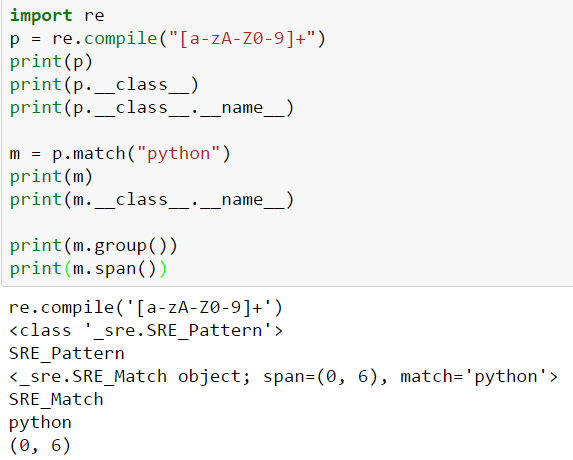 import re
p = re.compile("[a-zA-Z0-9]+")
print(p)
print(p.__class__)
print(p.__class__.__name__)
m = p.match("python")
print(m)
print(m.__class__.__name__)
print(m.group())
print(m.span())
re.compile('[a-zA-Z0-9]+')
<class '_sre.SRE_Pattern'>
SRE_Pattern
<_sre.SRE_Match object; span=(0, 6), match='python'>
SRE_Match
python
(0, 6)